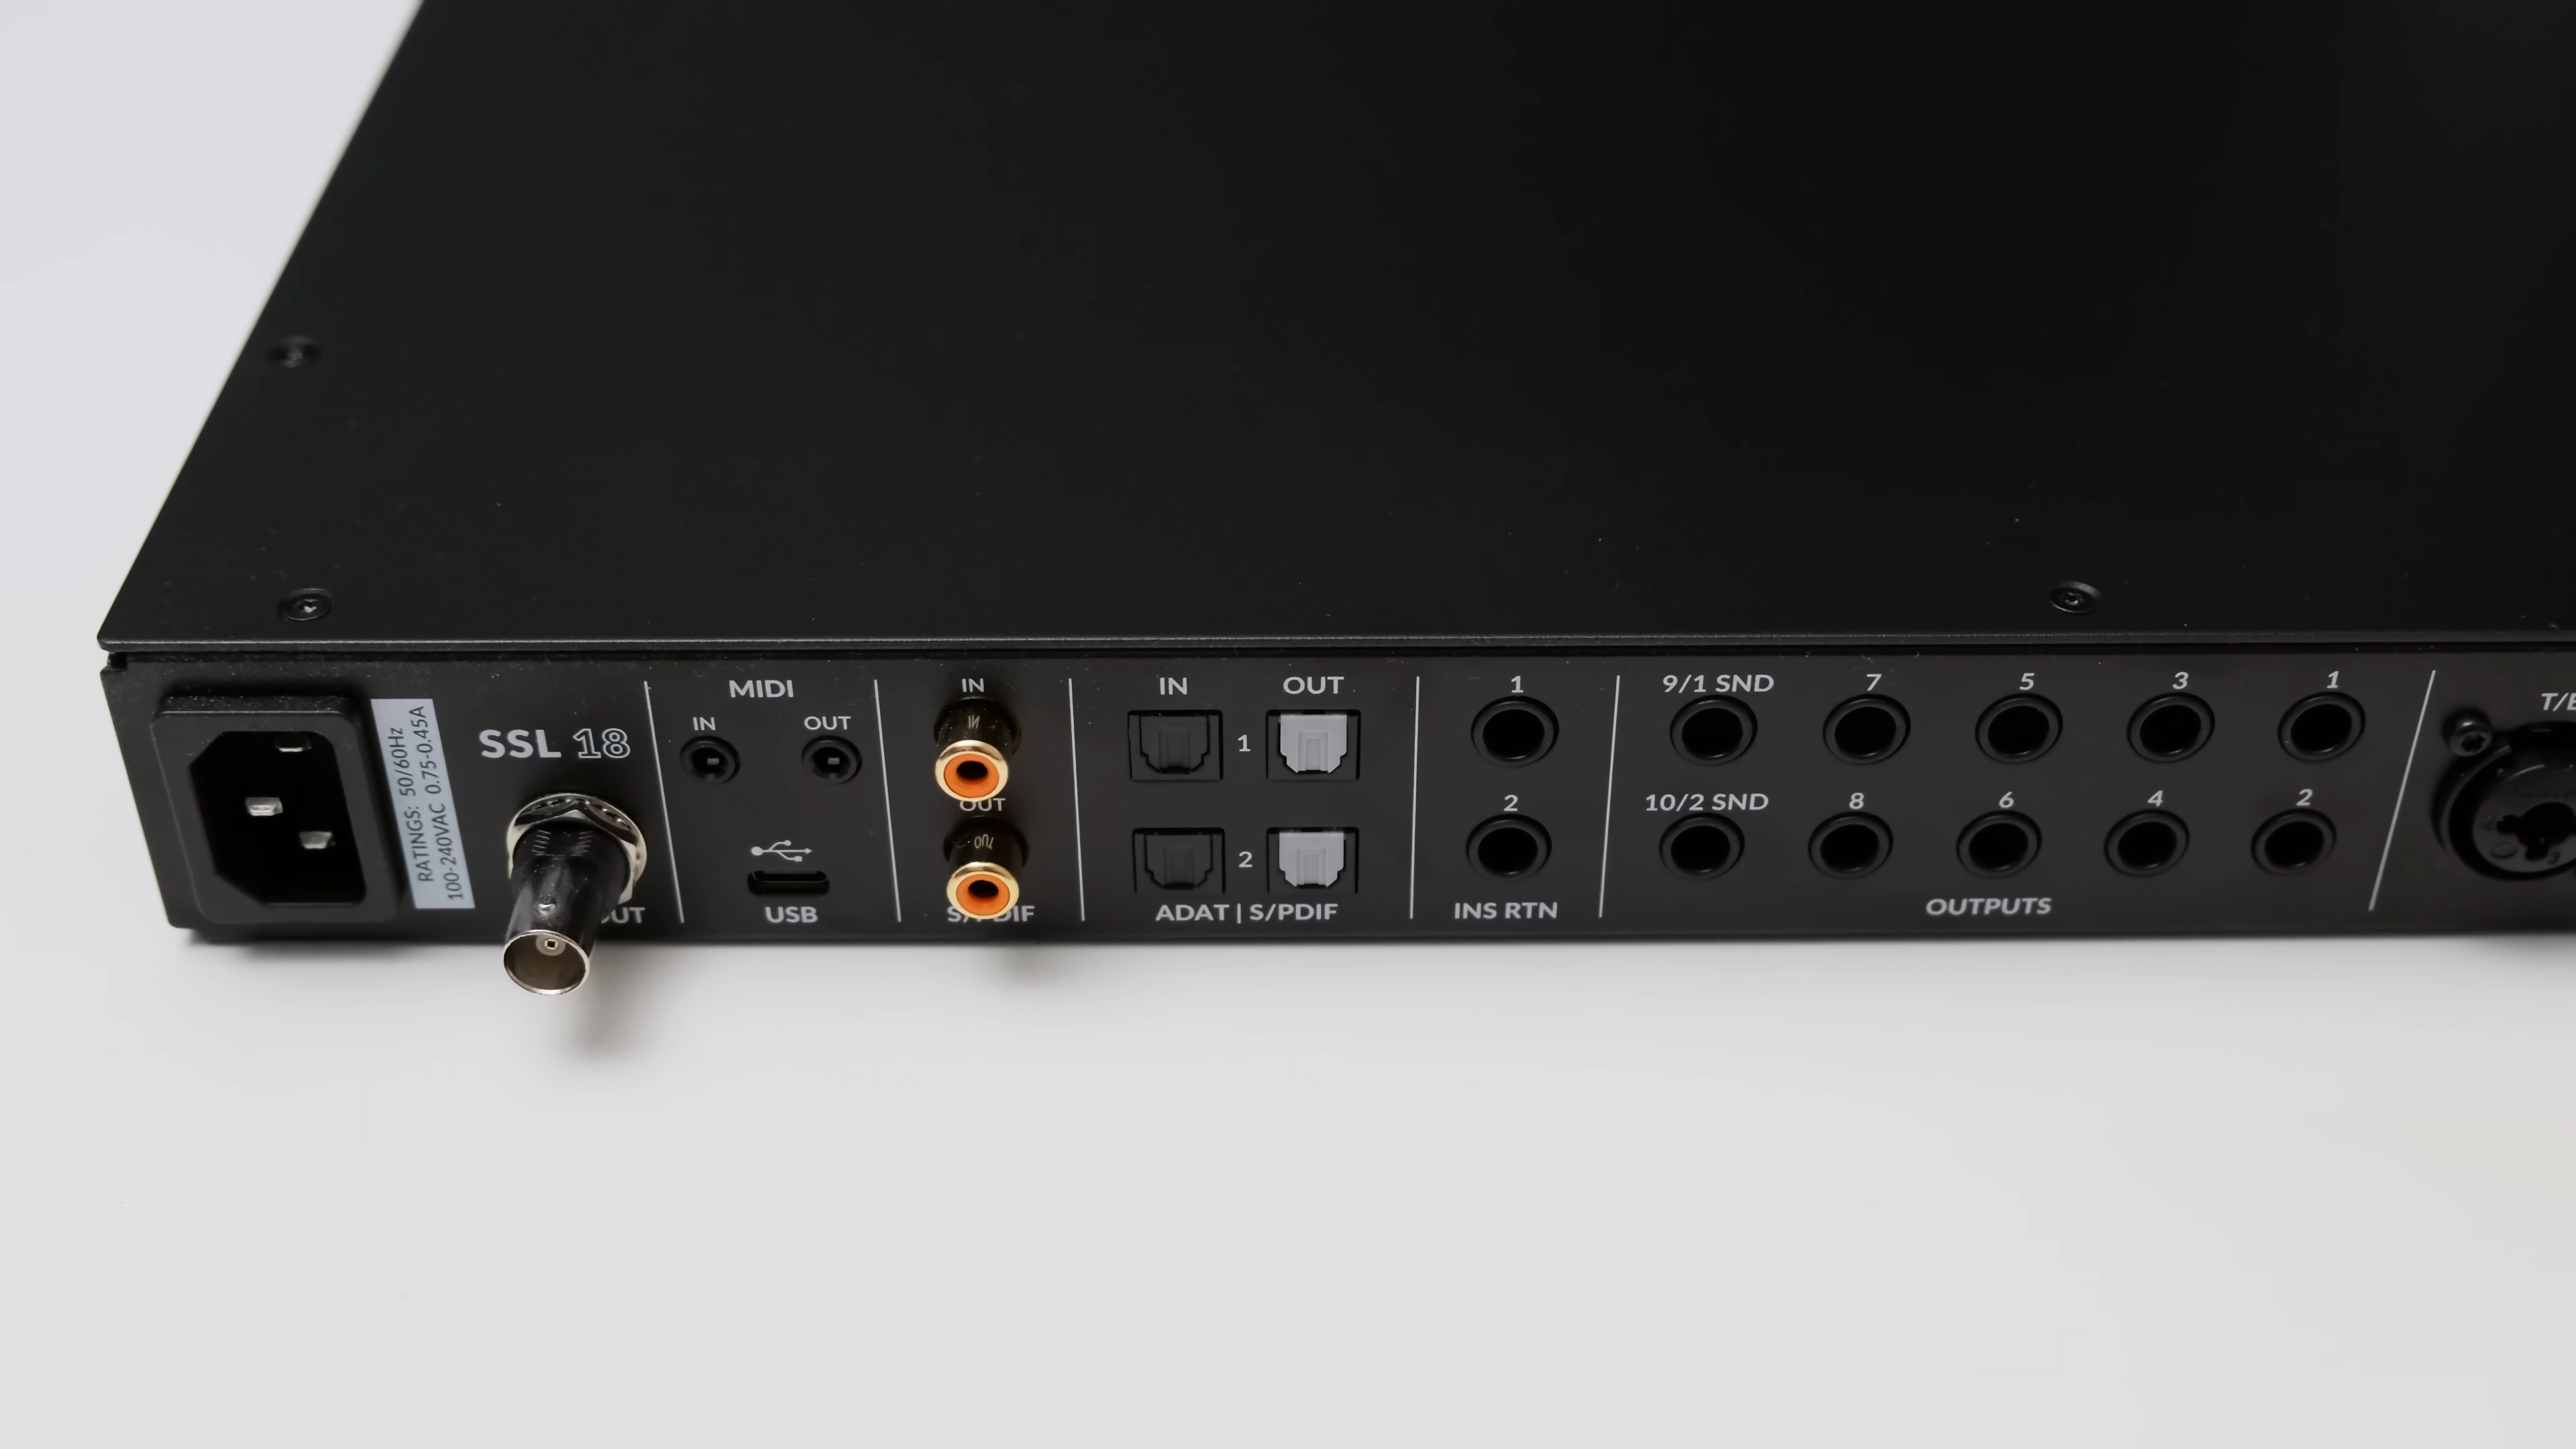 RATINGS: 50/60Hz
100-240VAC 0.75-0.45A
SSL 18
MIDI
IN OUT
USB
IN
IN
OUT
OUT
IN OUT
1
2
ADAT | S/PDIF
1
2
INS RTN
9/1 SND 7 5 3 1
10/2 SND 8 6 4 2
OUTPUTS